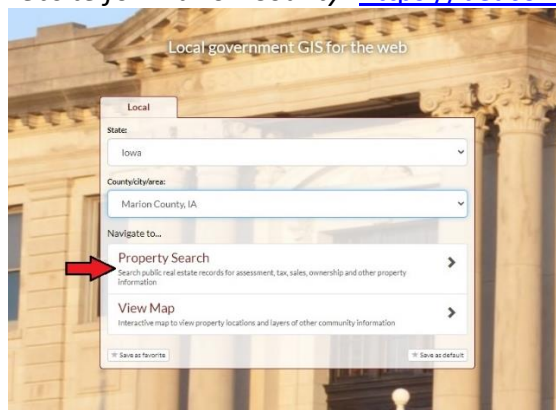 Local government GIS for the web
Local
State:
Iowa
County/city/area:
Marion County, IA
Navigate to...
Property Search
Search public real estate records for assessment, tax, sales, ownership and other property
information
View Map
Interactive map to view property locations and layers of other community information
Save as favorite
Save as default